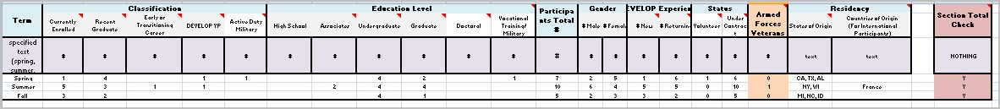 Classification Education Level Participa Gender EVELOP Experien Status Armed Residency
Term Currently Recent Early or DEVELOP YP Active Duty High School Associates Undergraduate Graduate Doctoral Vocational nts Total # Male # Female # New # Returning Volunteer Under Forces States of Origin Countries of Origin Section Total
Enrolled Graduate Transitioning Military Training/ # Contrac Veterans (For International Check
Career Military t Participants)
specified
text # # # # # # # # # # # # # # # # # # # text text NOTHING
(spring,
summer,
Spring 1 4 1 1 4 2 1 7 2 5 1 6 1 6 0 CA, TX, AL Y
Summer 5 3 1 1 2 4 4 10 6 4 5 5 0 10 1 NY, WI France Y
Fall 3 2 4 1 5 2 3 3 2 0 5 0 MI, NC, ID Y